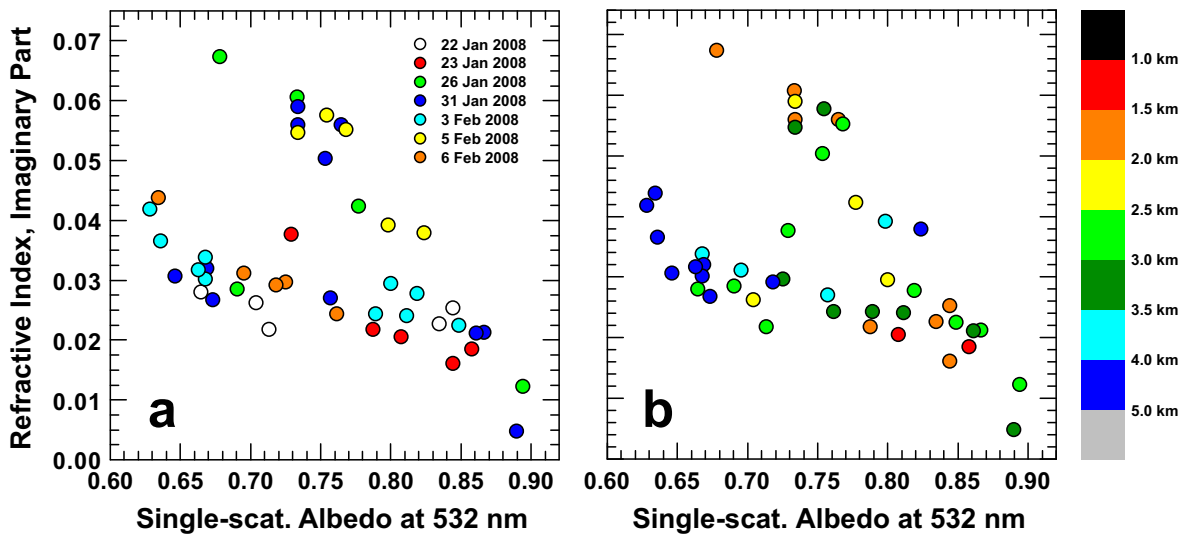 Refractive Index, Imaginary Part
0.07
0.06
0.05
0.04
0.03
0.02
0.01
0.00
22 Jan 2008
23 Jan 2008
26 Jan 2008
31 Jan 2008
3 Feb 2008
5 Feb 2008
6 Feb 2008
a
0.60 0.65 0.70 0.75 0.80 0.85 0.90
Single-scat. Albedo at 532 nm
b
0.60 0.65 0.70 0.75 0.80 0.85 0.90
Single-scat. Albedo at 532 nm
1.0 km
1.5 km
2.0 km
2.5 km
3.0 km
3.5 km
4.0 km
5.0 km